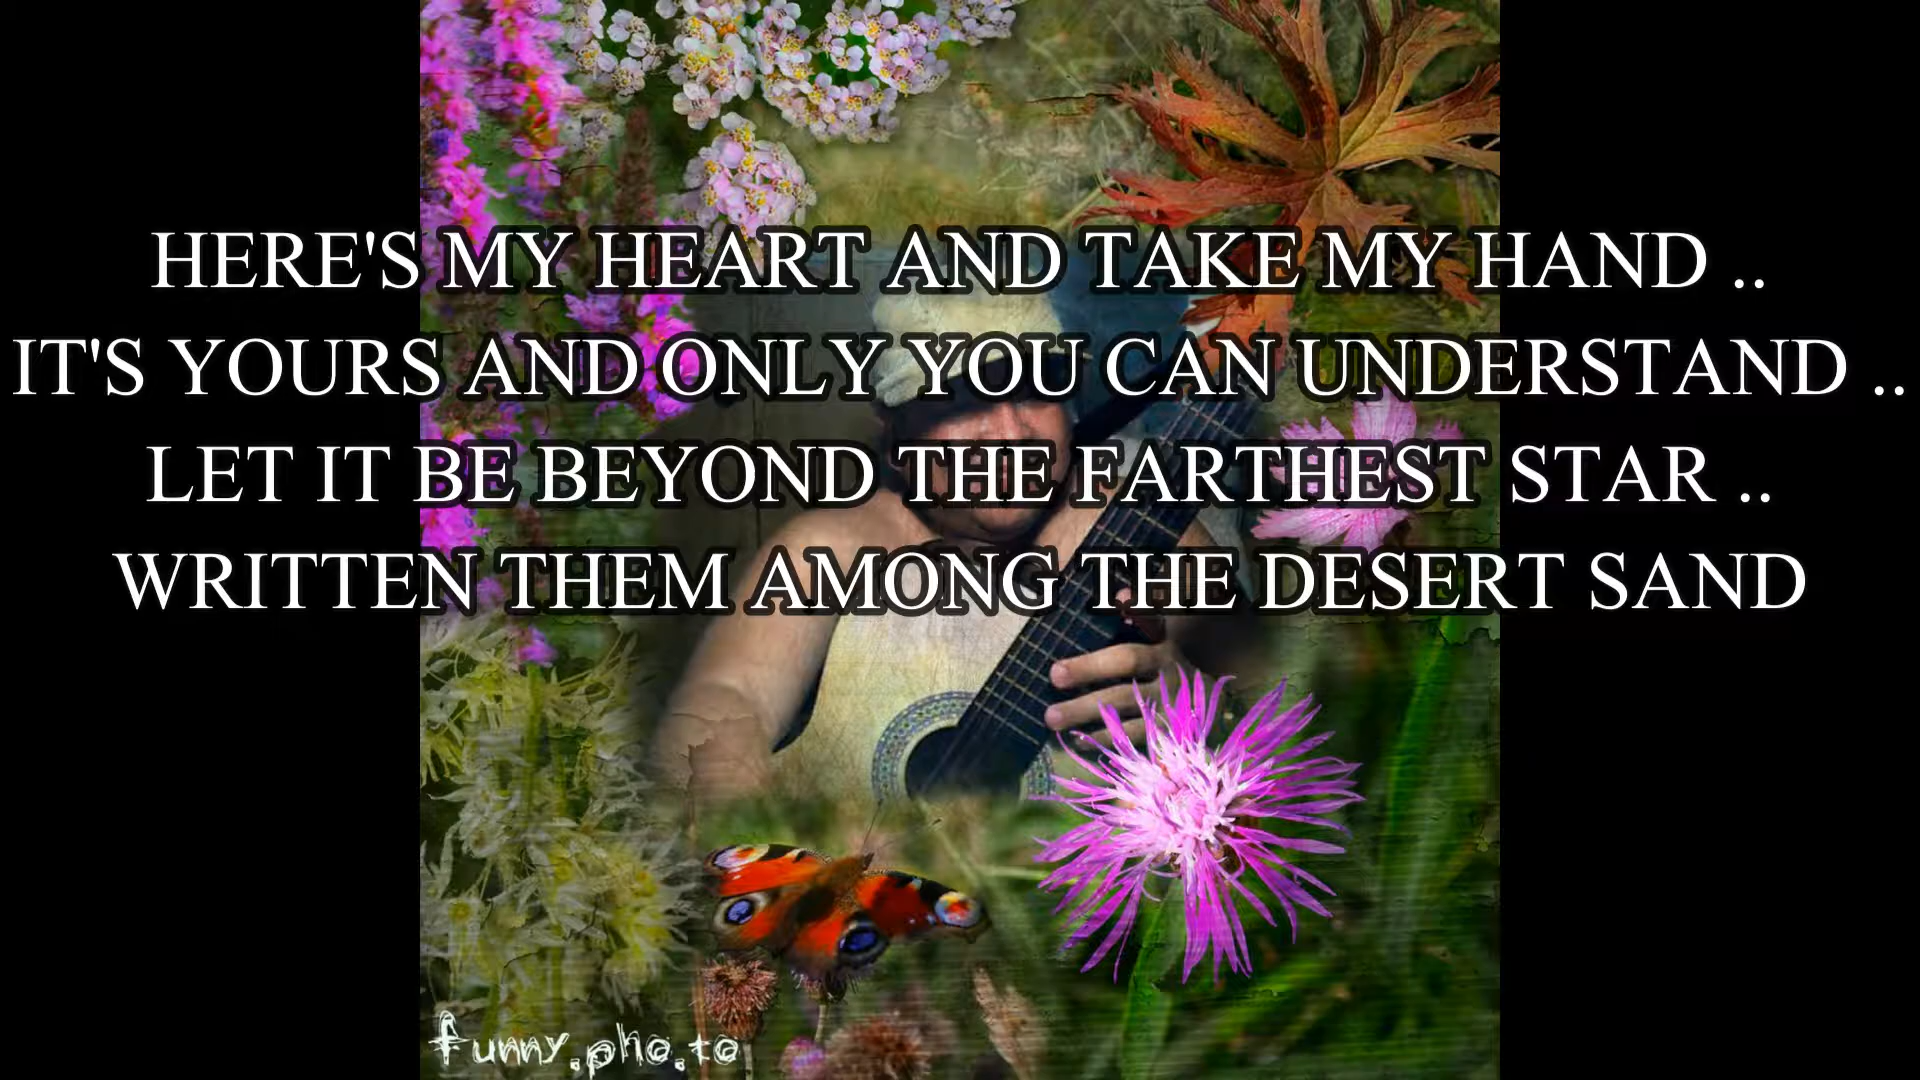 HERE'S MY HEART AND TAKE MY HAND ..
IT'S YOURS AND ONLY YOU CAN UNDERSTAND ..
LET IT BE BEYOND THE FARTHEST STAR ..
WRITTEN THEM AMONG THE DESERT SAND
funny.pho.to